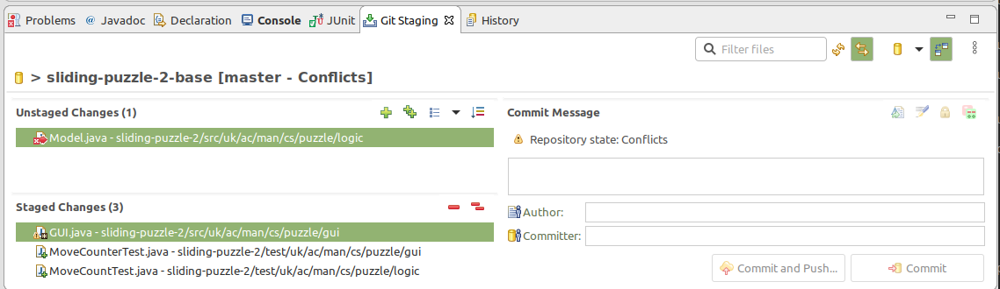 Problems @ Javadoc Declaration Console JUnit Git Staging History
Filter files
> sliding-puzzle-2-base [master - Conflicts]
Unstaged Changes (1)
Model.java - sliding-puzzle-2/src/uk/ac/man/cs/puzzle/logic
Staged Changes (3)
GUI.java - sliding-puzzle-2/src/uk/ac/man/cs/puzzle/gui
MoveCounterTest.java - sliding-puzzle-2/test/uk/ac/man/cs/puzzle/gui
MoveCountTest.java - sliding-puzzle-2/test/uk/ac/man/cs/puzzle/logic
Commit Message
Repository state: Conflicts
Author:
Committer:
Commit and Push... Commit